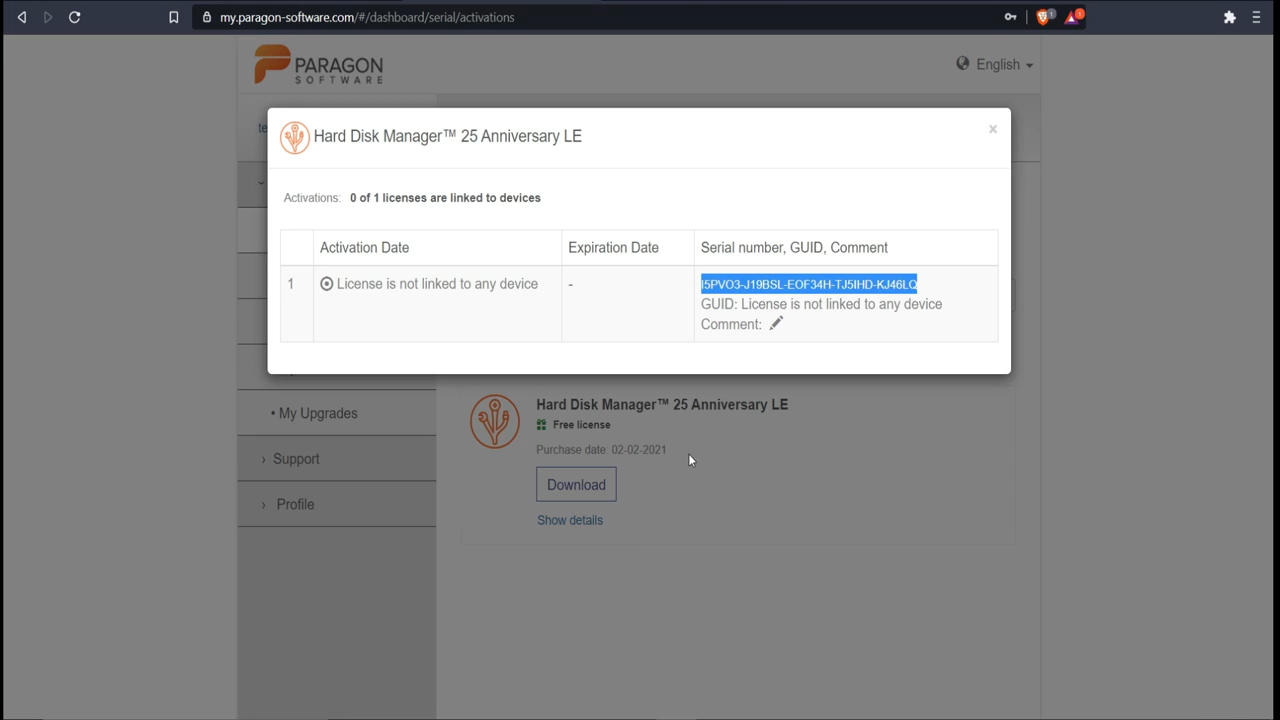 my.paragon-software.com/#/dashboard/serial/activations
1
1
PARAGON
SOFTWARE
English
te
Hard Disk Manager™ 25 Anniversary LE
×
Activations: 0 of 1 licenses are linked to devices
Activation Date Expiration Date Serial number, GUID, Comment
1 License is not linked to any device - I5PVO3-J19BSL-EOF34H-TJ5IHD-KJ46LQ
GUID: License is not linked to any device
Comment:
• My Upgrades
› Support
› Profile
Hard Disk Manager™ 25 Anniversary LE
Free license
Purchase date: 02-02-2021
Download
Show details